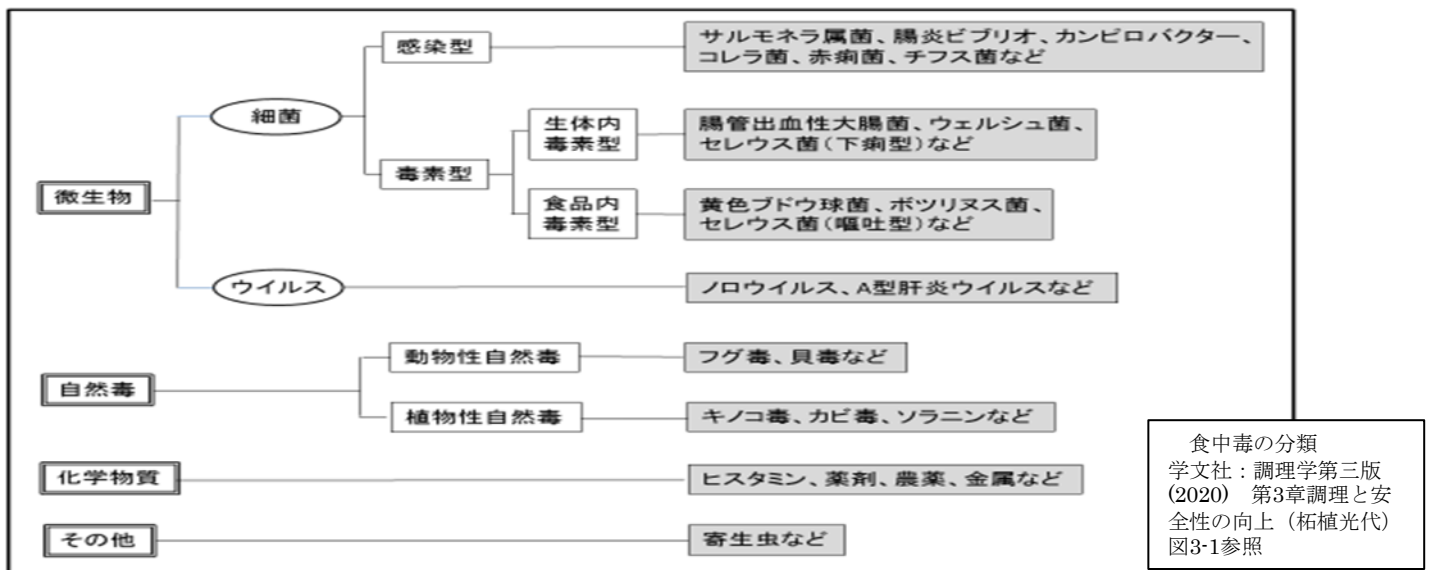 感染型
サルモネラ属菌、腸炎ビブリオ、カンピロバクター、
コレラ菌、赤痢菌、チフス菌など
細菌
生体内
毒素型
腸管出血性大腸菌、ウェルシュ菌、
セレウス菌(下痢型)など
毒素型
微生物
食品内
毒素型
黄色ブドウ球菌、ボツリヌス菌、
セレウス菌(嘔吐型)など
ウイルス
ノロウイルス、A型肝炎ウイルスなど
動物性自然毒
フグ毒、貝毒など
自然毒
植物性自然毒
キノコ毒、カビ毒、ソラニンなど
化学物質
ヒスタミン、薬剤、農薬、金属など
その他
寄生虫など
食中毒の分類
学文社:調理学第三版
(2020) 第3章調理と安
全性の向上(柘植光代)
図3-1参照